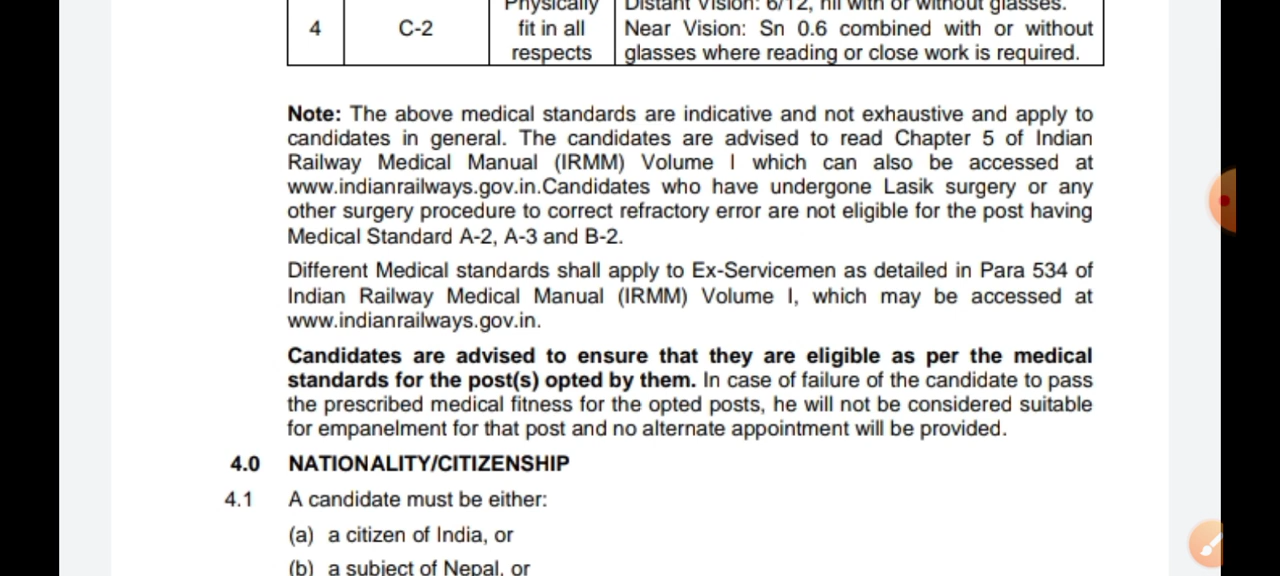 Physically Distant Vision: 6/12, nil with or without glasses.
4 C-2 fit in all Near Vision: Sn 0.6 combined with or without
respects glasses where reading or close work is required.
Note: The above medical standards are indicative and not exhaustive and apply to
candidates in general. The candidates are advised to read Chapter 5 of Indian
Railway Medical Manual (IRMM) Volume I which can also be accessed at
www.indianrailways.gov.in.Candidates who have undergone Lasik surgery or any
other surgery procedure to correct refractory error are not eligible for the post having
Medical Standard A-2, A-3 and B-2.
Different Medical standards shall apply to Ex-Servicemen as detailed in Para 534 of
Indian Railway Medical Manual (IRMM) Volume I, which may be accessed at
www.indianrailways.gov.in.
Candidates are advised to ensure that they are eligible as per the medical
standards for the post(s) opted by them. In case of failure of the candidate to pass
the prescribed medical fitness for the opted posts, he will not be considered suitable
for empanelment for that post and no alternate appointment will be provided.
4.0 NATIONALITY/CITIZENSHIP
4.1 A candidate must be either:
(a) a citizen of India, or
(b) a subject of Nepal, or